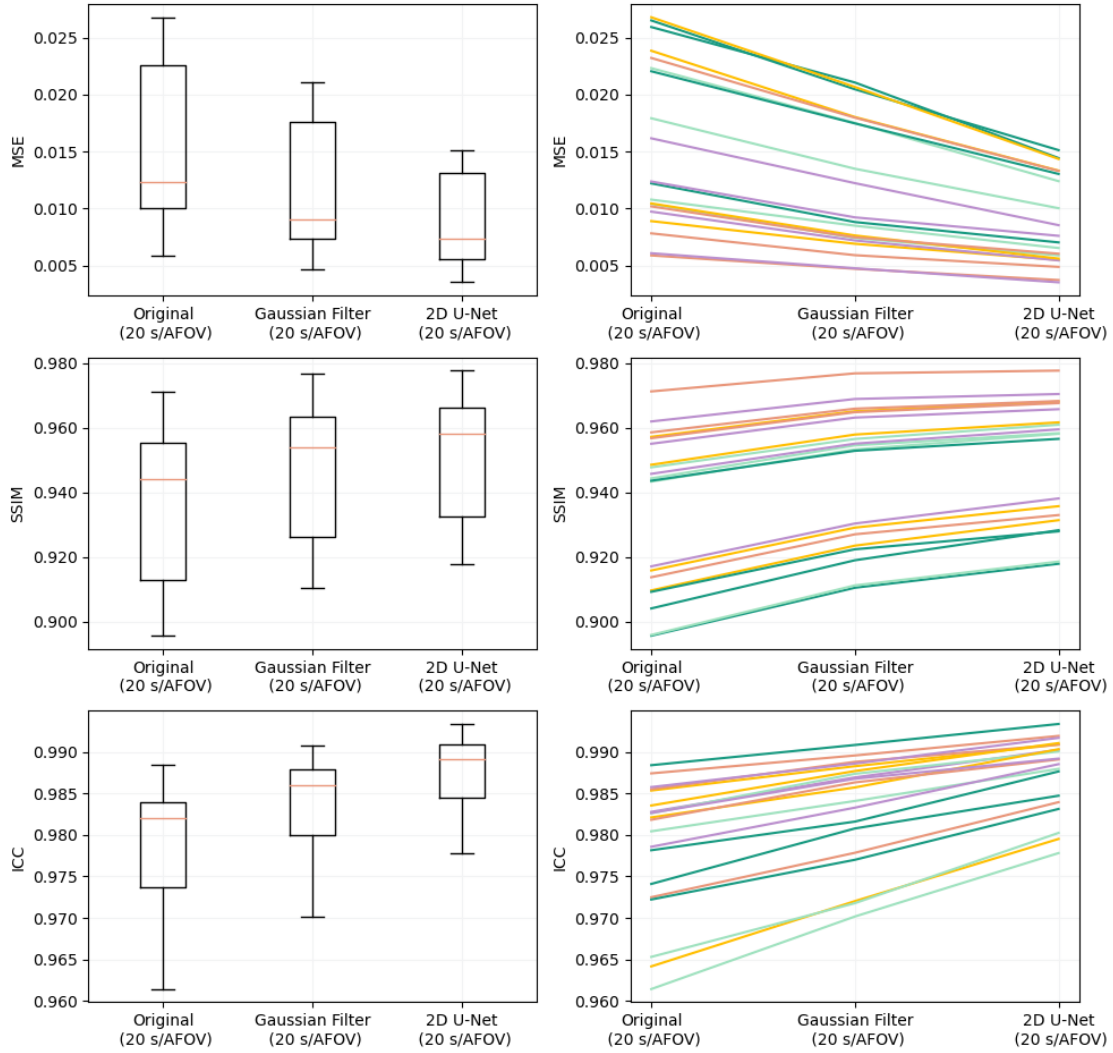 0.025
0.020
0.015
0.010
0.005
MSE
Original
(20 s/AFOV)
Gaussian Filter
(20 s/AFOV)
2D U-Net
(20 s/AFOV)
0.025
0.020
0.015
0.010
0.005
MSE
Original
(20 s/AFOV)
Gaussian Filter
(20 s/AFOV)
2D U-Net
(20 s/AFOV)
0.980
0.960
0.940
0.920
0.900
SSIM
Original
(20 s/AFOV)
Gaussian Filter
(20 s/AFOV)
2D U-Net
(20 s/AFOV)
0.980
0.960
0.940
0.920
0.900
SSIM
Original
(20 s/AFOV)
Gaussian Filter
(20 s/AFOV)
2D U-Net
(20 s/AFOV)
0.990
0.985
0.980
0.975
0.970
0.965
0.960
ICC
Original
(20 s/AFOV)
Gaussian Filter
(20 s/AFOV)
2D U-Net
(20 s/AFOV)
0.990
0.985
0.980
0.975
0.970
0.965
0.960
ICC
Original
(20 s/AFOV)
Gaussian Filter
(20 s/AFOV)
2D U-Net
(20 s/AFOV)